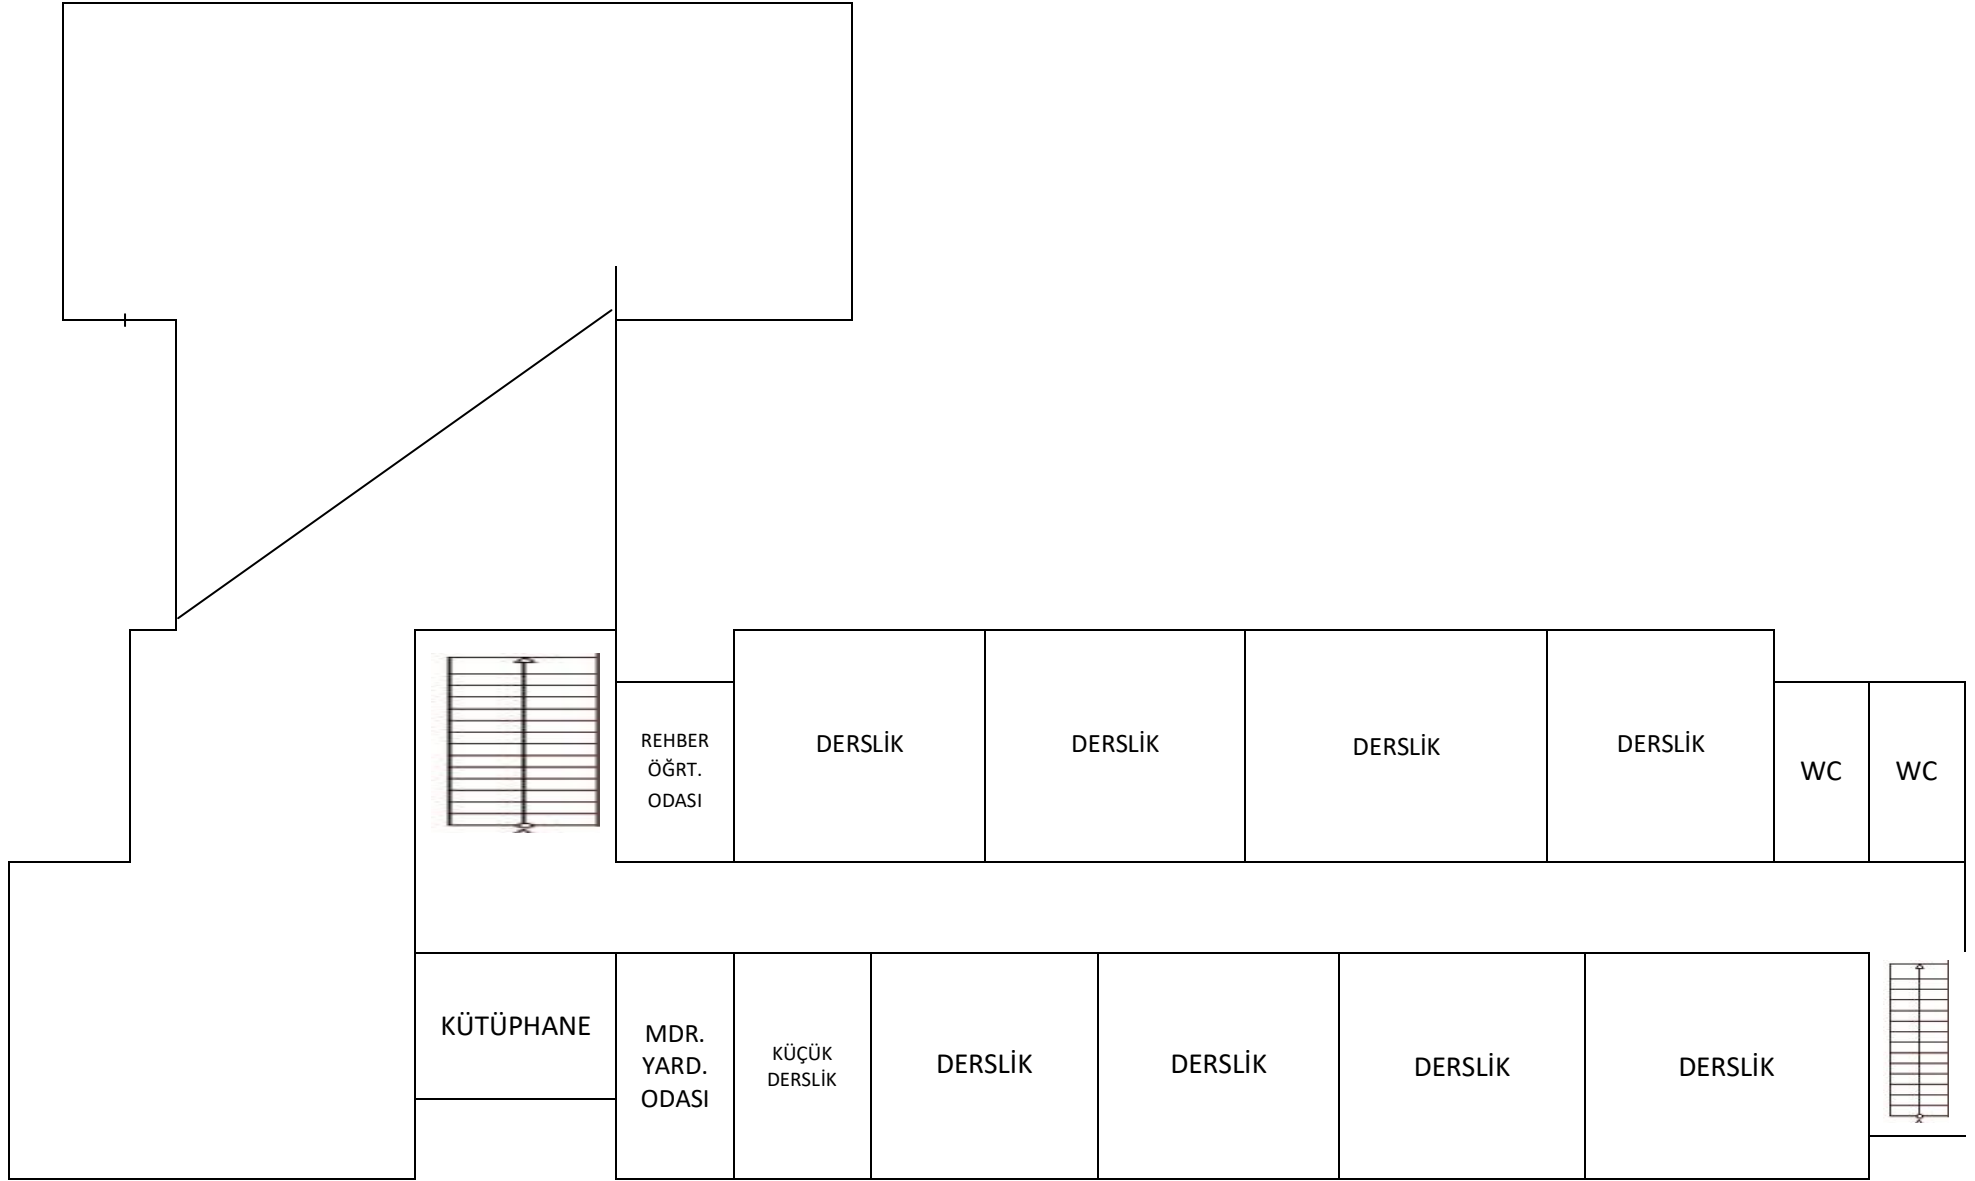 REHBER
ÖĞRT.
ODASI
DERSLİK
DERSLİK
DERSLİK
DERSLİK
WC
WC
KÜTÜPHANE
MDR.
YARD.
ODASI
KÜÇÜK
DERSLİK
DERSLİK
DERSLİK
DERSLİK
DERSLİK